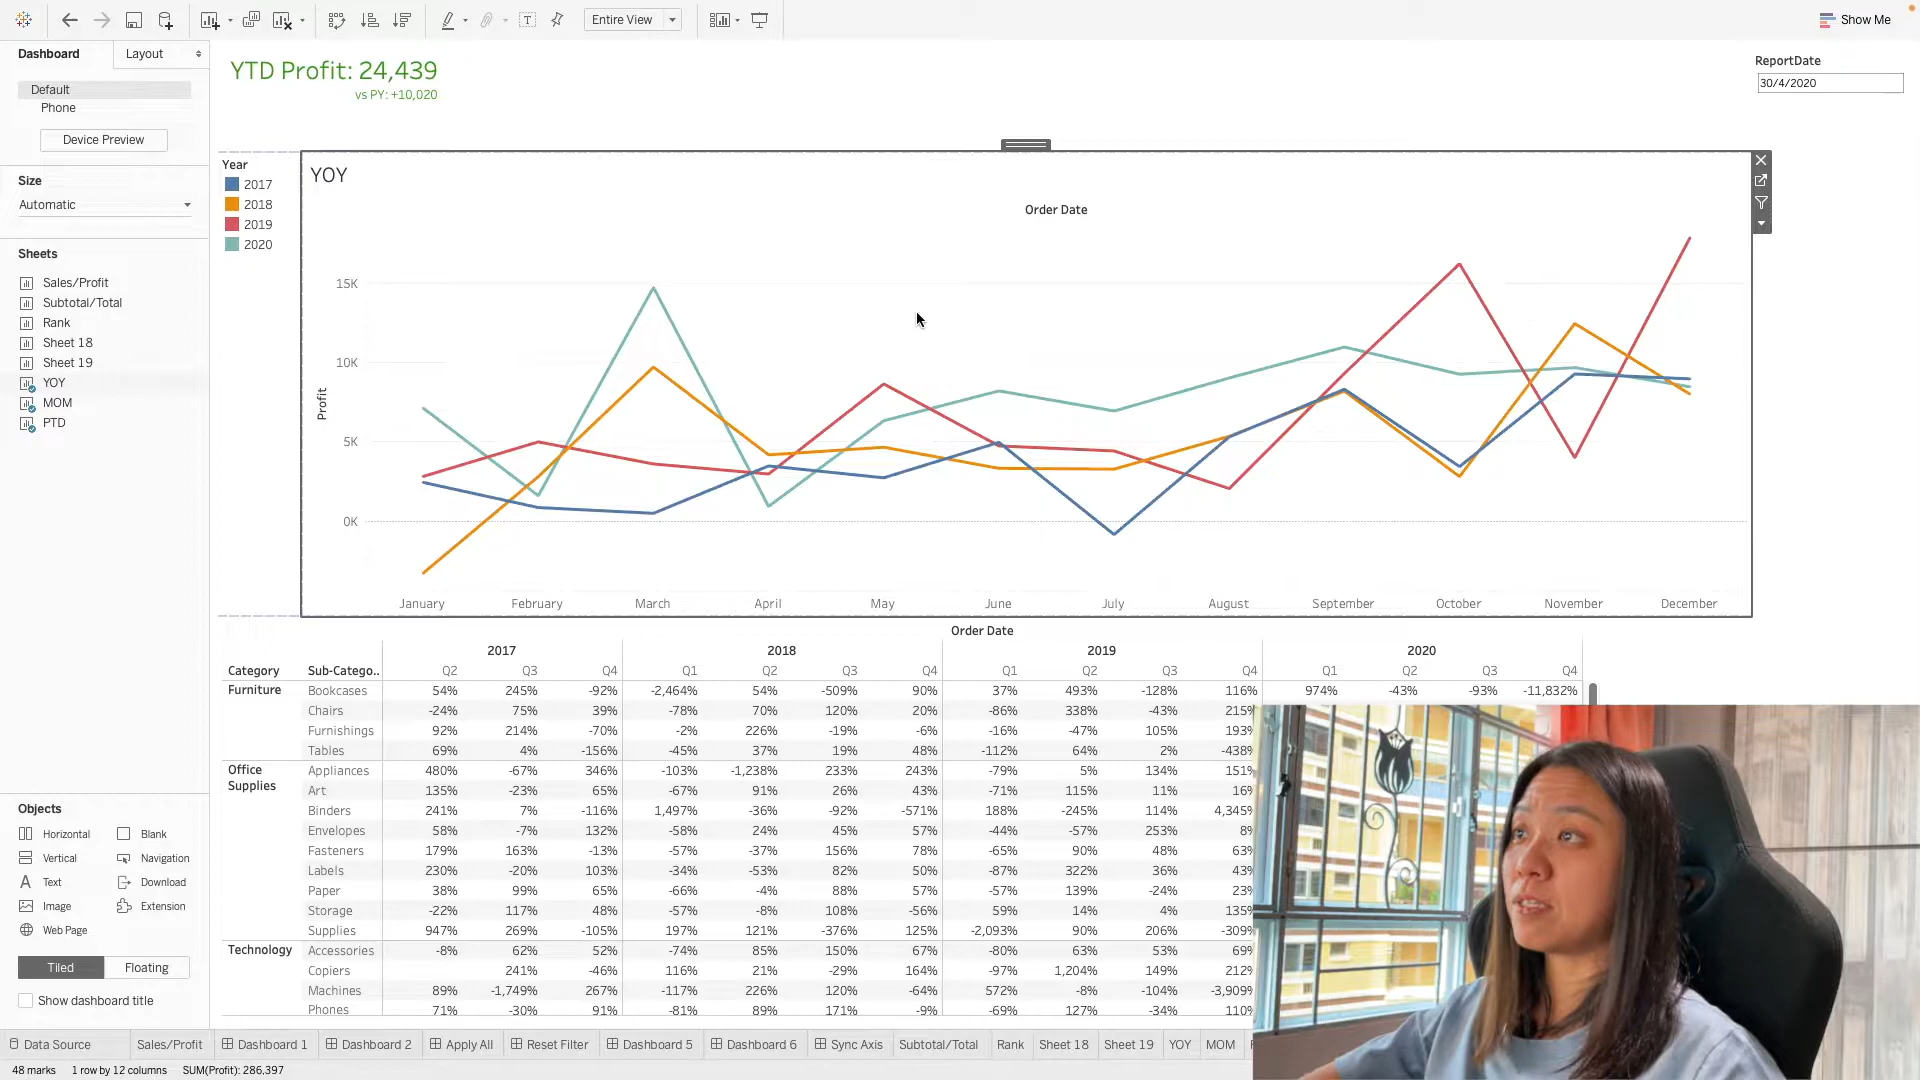 Entire View
Show Me
Dashboard
Layout
Default
Phone
Device Preview
Size
Automatic
Sheets
Sales/Profit
Subtotal/Total
Rank
Sheet 18
Sheet 19
YOY
MOM
PTD
Objects
Horizontal Blank
Vertical Navigation
Text Download
Image Extension
Web Page
Tiled Floating
Show dashboard title
YTD Profit: 24,439
vs PY: +10,020
ReportDate
30/4/2020
Year
2017
2018
2019
2020
YOY
Order Date
Profit
15K
10K
5K
0K
January February March April May June July August September October November December
Order Date
2017 2018 2019 2020
Category Sub-Catego.. Q2 Q3 Q4 Q1 Q2 Q3 Q4 Q1 Q2 Q3 Q4 Q1 Q2 Q3 Q4
Furniture Bookcases 54% 245% -92% -2,464% 54% -509% 90% 37% 493% -128% 116% 974% -43% -93% -11,832%
Chairs -24% 75% 39% -78% 70% 120% 20% -86% 338% -43% 215%
Furnishings 92% 214% -70% -2% 226% -19% -6% -16% -47% 105% 193%
Tables 69% 4% -156% -45% 37% 19% 48% -112% 64% 2% -438%
Office Supplies Appliances 480% -67% 346% -103% -1,238% 233% 243% -79% 5% 134% 151%
Art 135% -23% 65% -67% 91% 26% 43% -71% 115% 11% 16%
Binders 241% 7% -116% 1,497% -36% -92% -571% 188% -245% 114% 4,345%
Envelopes 58% -7% 132% -58% 24% 45% 57% -44% -57% 253% 8%
Fasteners 179% 163% -13% -57% -37% 156% 78% -65% 90% 48% 63%
Labels 230% -20% 103% -34% -53% 82% 50% -87% 322% 36% 43%
Paper 38% 99% 65% -66% -4% 88% 57% -57% 139% -24% 23%
Storage -22% 117% 48% -57% -8% 108% -56% 59% 14% 4% 135%
Supplies 947% 269% -105% 197% 121% -376% 125% -2,093% 90% 206% -309%
Technology Accessories -8% 62% 52% -74% 85% 150% 67% -80% 63% 53% 69%
Copiers 241% -46% 116% 21% -29% 164% -97% 1,204% 149% 212%
Machines 89% -1,749% 267% -117% 226% 120% -64% 572% -8% -104% -3,909%
Phones 71% -30% 91% -81% 89% 171% -9% -69% 127% -34% 110%
Data Source Sales/Profit Dashboard 1 Dashboard 2 Apply All Reset Filter Dashboard 5 Dashboard 6 Sync Axis Subtotal/Total Rank Sheet 18 Sheet 19 YOY MOM
48 marks 1 row by 12 columns SUM(Profit): 286,397